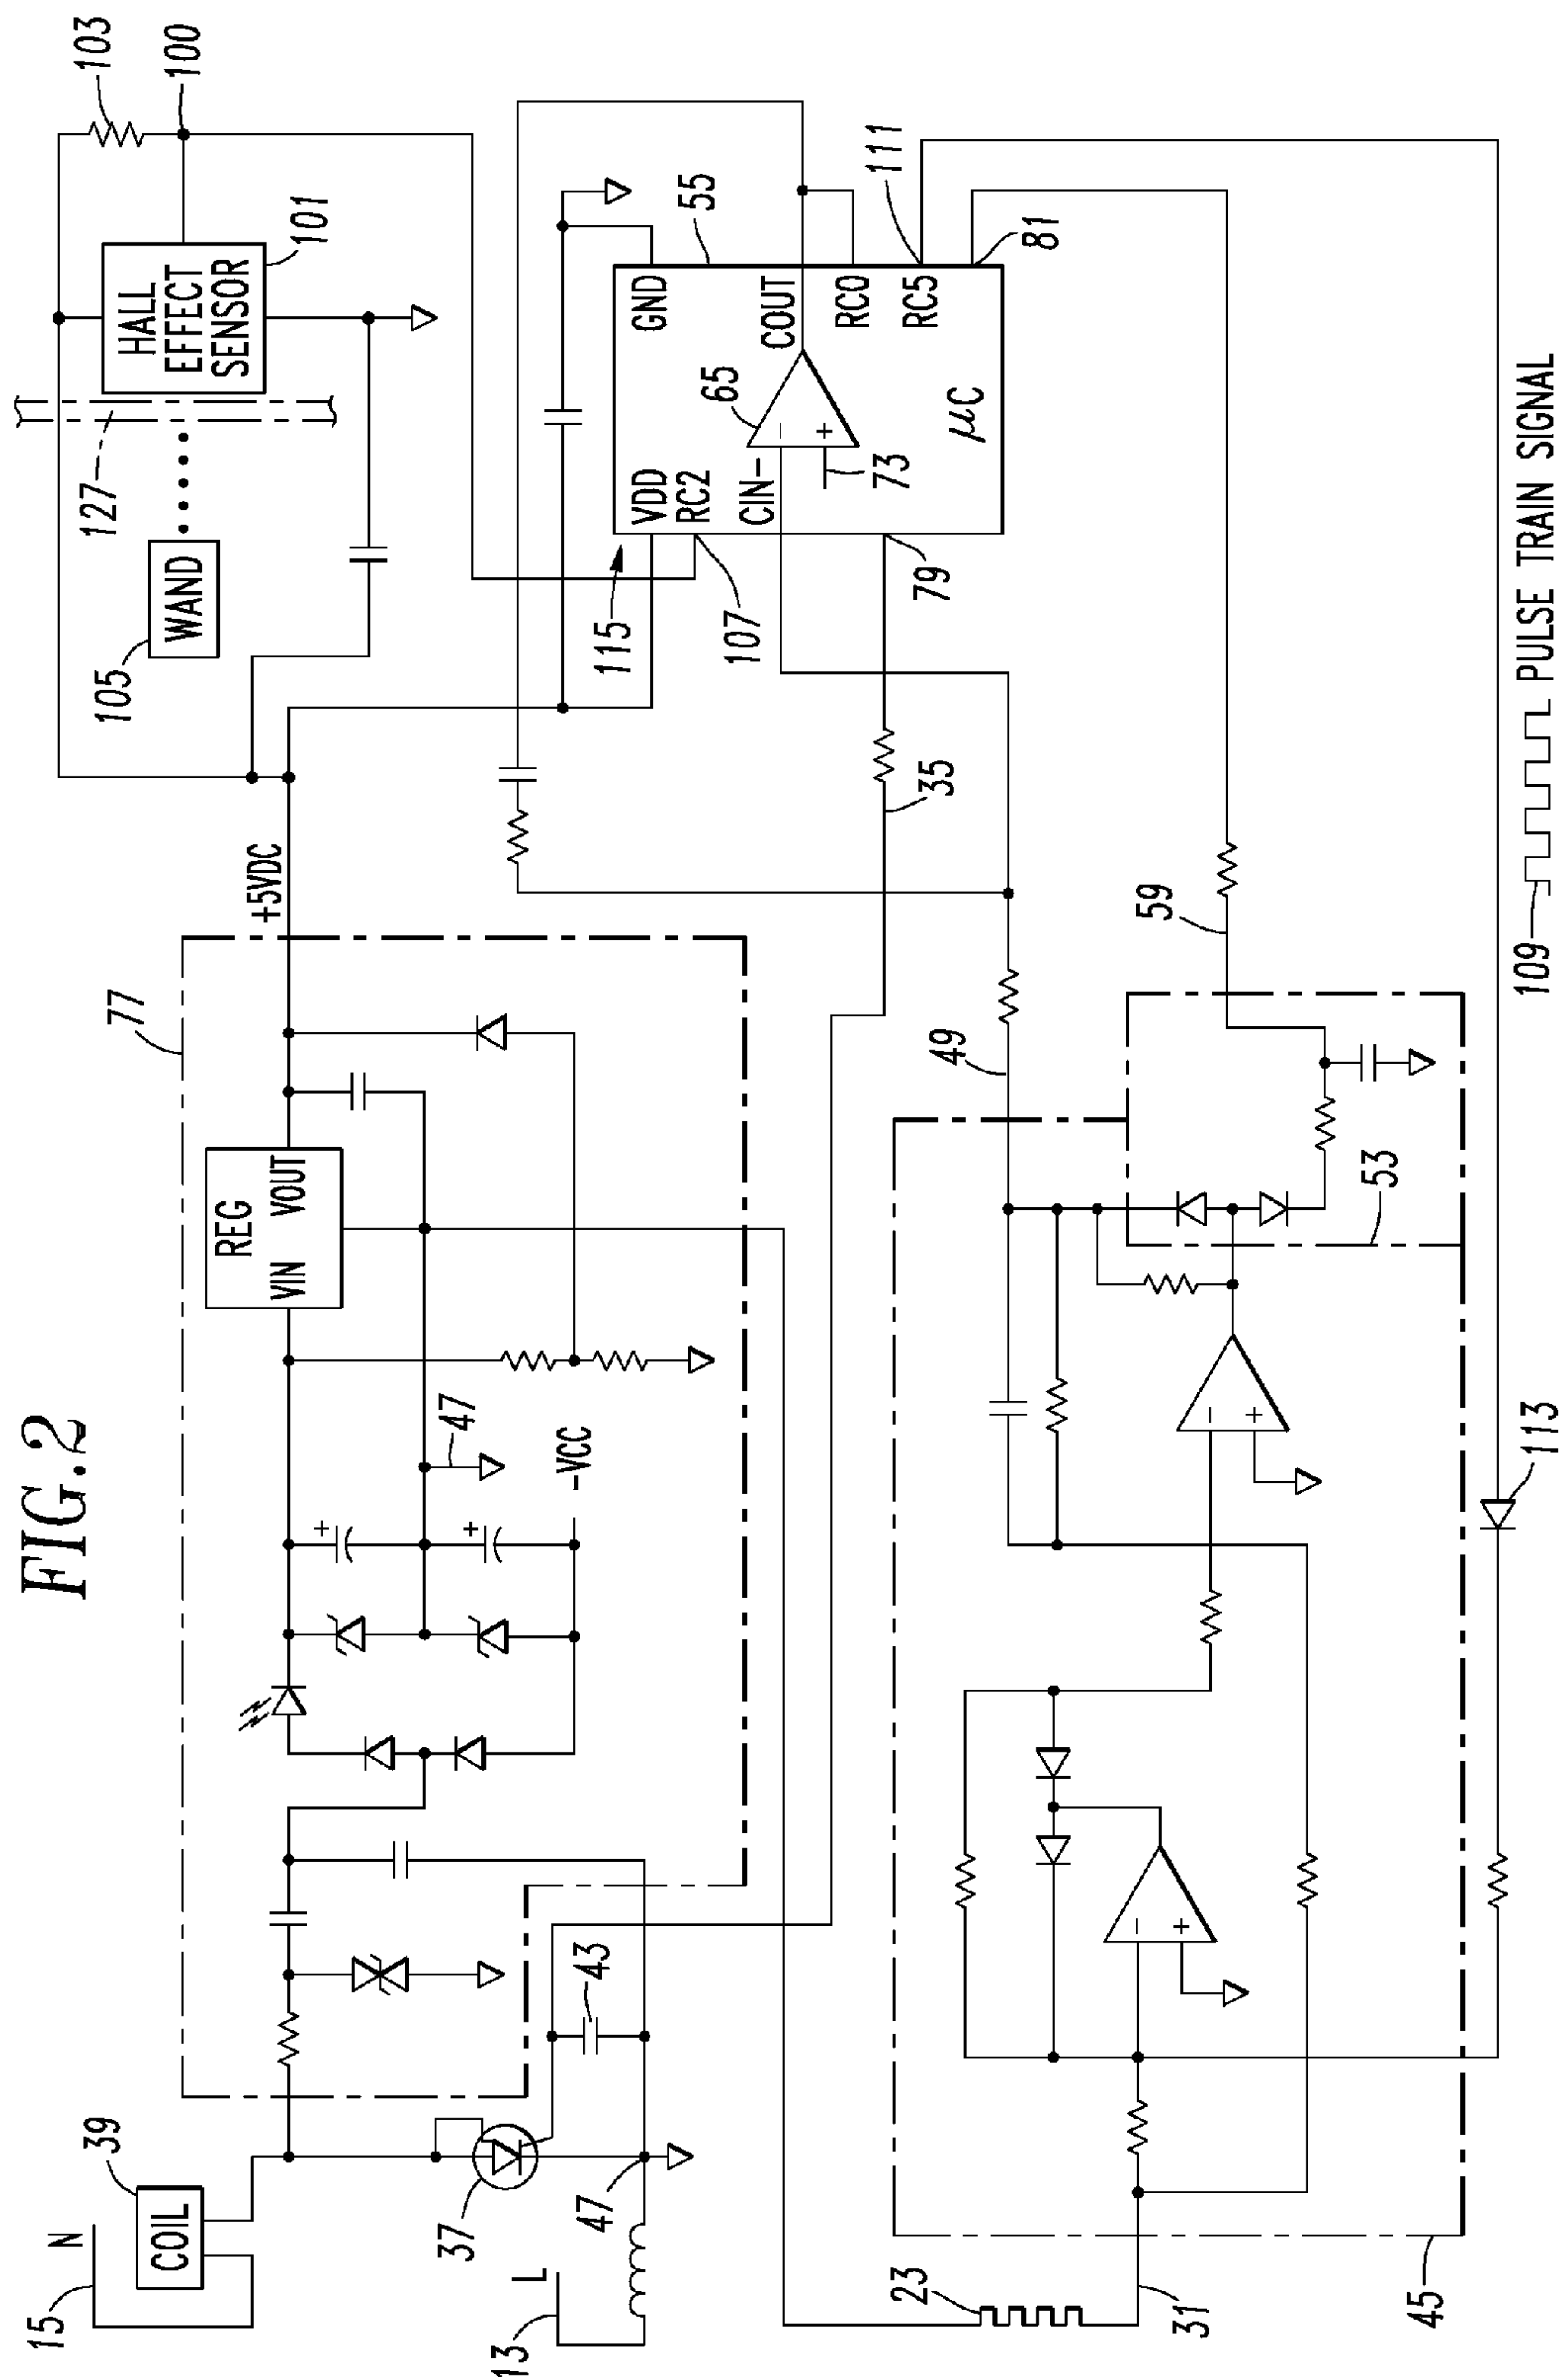 FIG.2
15
N
39
COIL
37
13
L
47
43
77
REG
VIN
VOUT
47
-VCC
+
+
+5VDC
105
WAND
127
HALL
EFFECT
SENSOR
101
103
100
115
107
VDD
RC2
CIN-
GND
COUT
RC0
RC5
65
-
+
73
μC
55
111
81
79
35
49
59
53
23
31
45
-
+
-
+
113
109
PULSE TRAIN SIGNAL